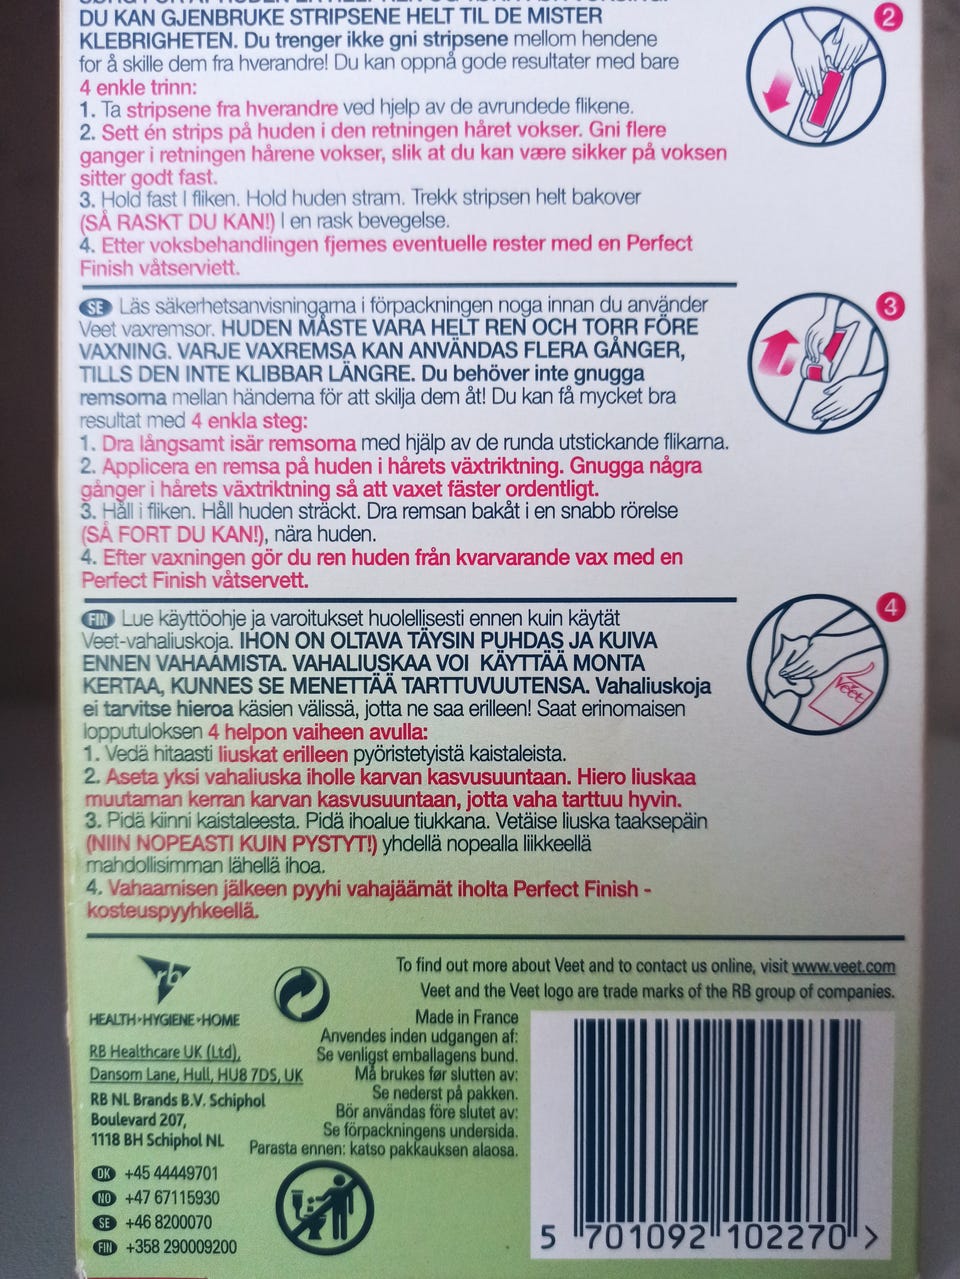 DU KAN GJENBRUKE STRIPSENE HELT TIL DE MISTER
KLEBRIGHETEN. Du trenger ikke gni stripsene mellom hendene
for å skille dem fra hverandre! Du kan oppnå gode resultater med bare
4 enkle trinn:
1. Ta stripsene fra hverandre ved hjelp av de avrundede flikene.
2. Sett én strips på huden i den retningen håret vokser. Gni flere
ganger i retningen hårene vokser, slik at du kan være sikker på voksen
sitter godt fast.
3. Hold fast I fliken. Hold huden stram. Trekk stripsen helt bakover
(SÅ RASKT DU KAN!) I en rask bevegelse.
4. Etter voksbehandlingen fjernes eventuelle rester med en Perfect
Finish våtserviett.
2
SE Läs säkerhetsanvisningarna i förpackningen noga innan du använder
Veet vaxremsor. HUDEN MÅSTE VARA HELT REN OCH TORR FÖRE
VAXNING. VARJE VAXREMSA KAN ANVÄNDAS FLERA GÅNGER,
TILLS DEN INTE KLIBBAR LÄNGRE. Du behöver inte gnugga
remsorna mellan händerna för att skilja dem åt! Du kan få mycket bra
resultat med 4 enkla steg:
1. Dra långsamt isär remsorna med hjälp av de runda utstickande flikarna.
2. Applicera en remsa på huden i hårets växtriktning. Gnugga några
gånger i hårets växtriktning så att vaxet fäster ordentligt.
3. Håll i fliken. Håll huden sträckt. Dra remsan bakåt i en snabb rörelse
(SÅ FORT DU KAN!), nära huden.
4. Efter vaxningen gör du ren huden från kvarvarande vax med en
Perfect Finish våtservett.
3
FIN Lue käyttöohje ja varoitukset huolellisesti ennen kuin käytät
Veet-vahaliuskoja. IHON ON OLTAVA TÄYSIN PUHDAS JA KUIVA
ENNEN VAHAAMISTA. VAHALIUSKAA VOI KÄYTTÄÄ MONTA
KERTAA, KUNNES SE MENETTÄÄ TARTTUVUUTENSA. Vahaliuskoja
ei tarvitse hieroa käsien välissä, jotta ne saa erilleen! Saat erinomaisen
lopputuloksen 4 helpon vaiheen avulla:
1. Vedä hitaasti liuskat erilleen pyöristetyistä kaistaleista.
2. Aseta yksi vahaliuska iholle karvan kasvusuuntaan. Hiero liuskaa
muutaman kerran karvan kasvusuuntaan, jotta vaha tarttuu hyvin.
3. Pidä kiinni kaistaleesta. Pidä ihoalue tiukkana. Vetäise liuska taaksepäin
(NIIN NOPEASTI KUIN PYSTYT!) yhdellä nopealla liikkeellä
mahdollisimman lähellä ihoa.
4. Vahaamisen jälkeen pyyhi vahajäämät iholta Perfect Finish -
kosteuspyyhkeellä.
4
Veet
To find out more about Veet and to contact us online, visit www.veet.com
Veet and the Veet logo are trade marks of the RB group of companies.
rb
HEALTH›HYGIENE›HOME
RB Healthcare UK (Ltd),
Dansom Lane, Hull, HU8 7DS, UK
RB NL Brands B.V. Schiphol
Boulevard 207,
1118 BH Schiphol NL
DK +45 44449701
NO +47 67115930
SE +46 8200070
FIN +358 290009200
Made in France
Anvendes inden udgangen af:
Se venligst emballagens bund.
Må brukes før slutten av:
Se nederst på pakken.
Bör användas före slutet av:
Se förpackningens undersida.
Parasta ennen: katso pakkauksen alaosa.
5 701092 102270 >